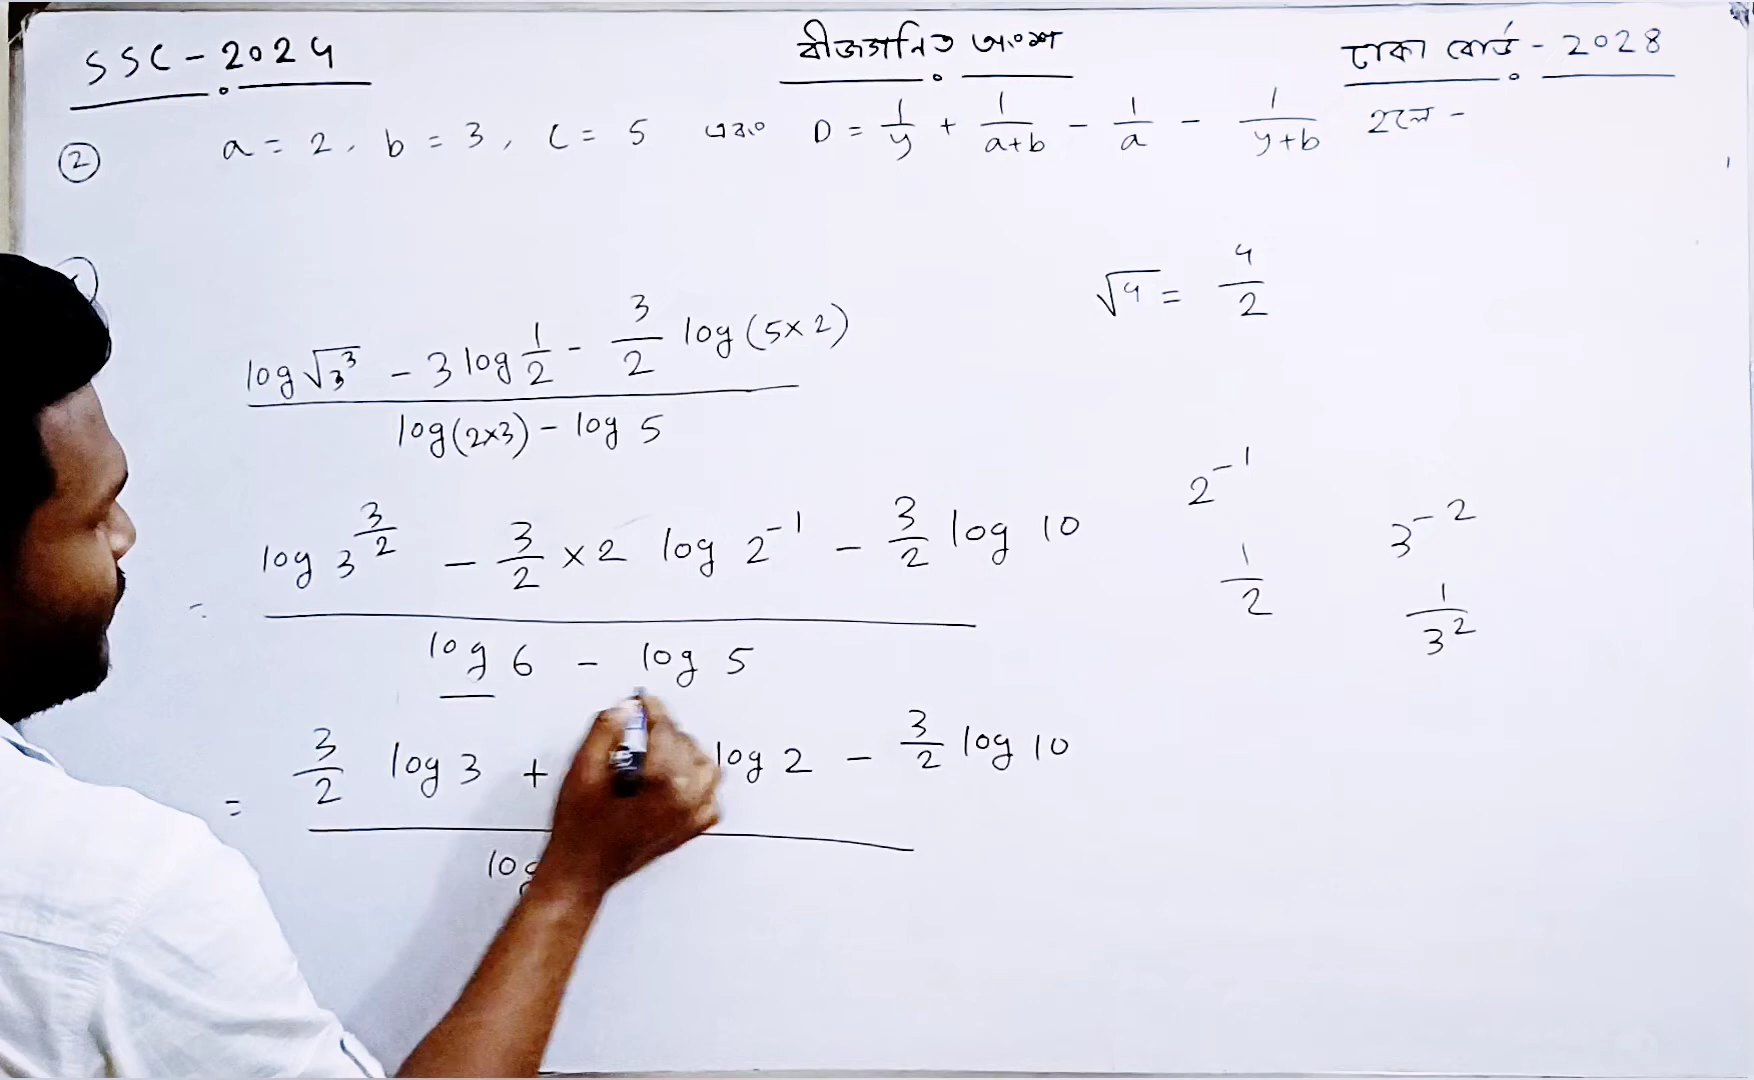 SSC - 2024
বীজগনিত অংশ
ঢাকা বোর্ড - ২০২৪
② a = 2, b = 3, c = 5 এবং D = 1/y + 1/(a+b) - 1/a - 1/(y+b) হলে -
√4 = 4/2
(log √3³ - 3 log 1/2 - 3/2 log (5×2)) / (log (2×3) - log 5)
= (log 3^(3/2) - 3/2 × 2 log 2^-1 - 3/2 log 10) / (log 6 - log 5)
2^-1
1/2
3^-2
1/3²
= 3/2 log 3 + log 2 - 3/2 log 10
log